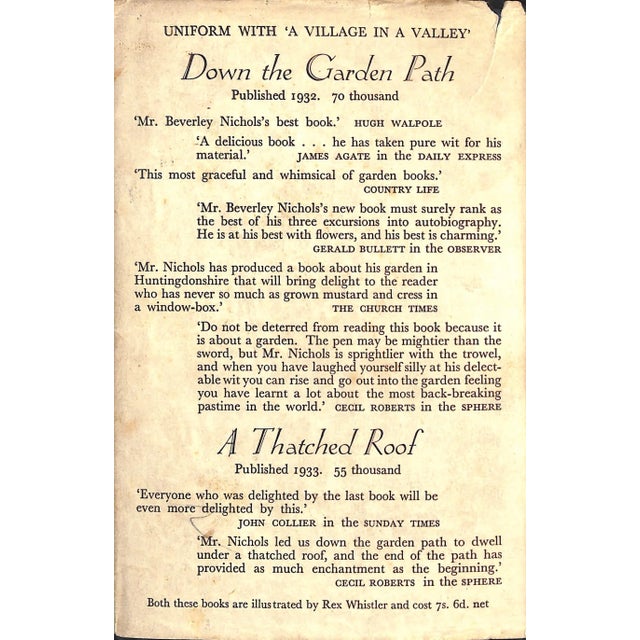 UNIFORM WITH 'A VILLAGE IN A VALLEY'
Down the Garden Path
Published 1932. 70 thousand
'Mr. Beverley Nichols's best book.' HUGH WALPOLE
'A delicious book . . . he has taken pure wit for his
material.' JAMES AGATE in the DAILY EXPRESS
'This most graceful and whimsical of garden books.'
COUNTRY LIFE
'Mr. Beverley Nichols's new book must surely rank as
the best of his three excursions into autobiography.
He is at his best with flowers, and his best is charming.'
GERALD BULLETT in the OBSERVER
'Mr. Nichols has produced a book about his garden in
Huntingdonshire that will bring delight to the reader
who has never so much as grown mustard and cress in
a window-box.' THE CHURCH TIMES
'Do not be deterred from reading this book because it
is about a garden. The pen may be mightier than the
sword, but Mr. Nichols is sprightlier with the trowel,
and when you have laughed yourself silly at his delect-
able wit you can rise and go out into the garden feeling
you have learnt a lot about the most back-breaking
pastime in the world.' CECIL ROBERTS in the SPHERE
A Thatched Roof
Published 1933. 55 thousand
'Everyone who was delighted by the last book will be
even more delighted by this.'
JOHN COLLIER in the SUNDAY TIMES
'Mr. Nichols led us down the garden path to dwell
under a thatched roof, and the end of the path has
provided as much enchantment as the beginning.'
CECIL ROBERTS in the SPHERE
Both these books are illustrated by Rex Whistler and cost 7s. 6d. net